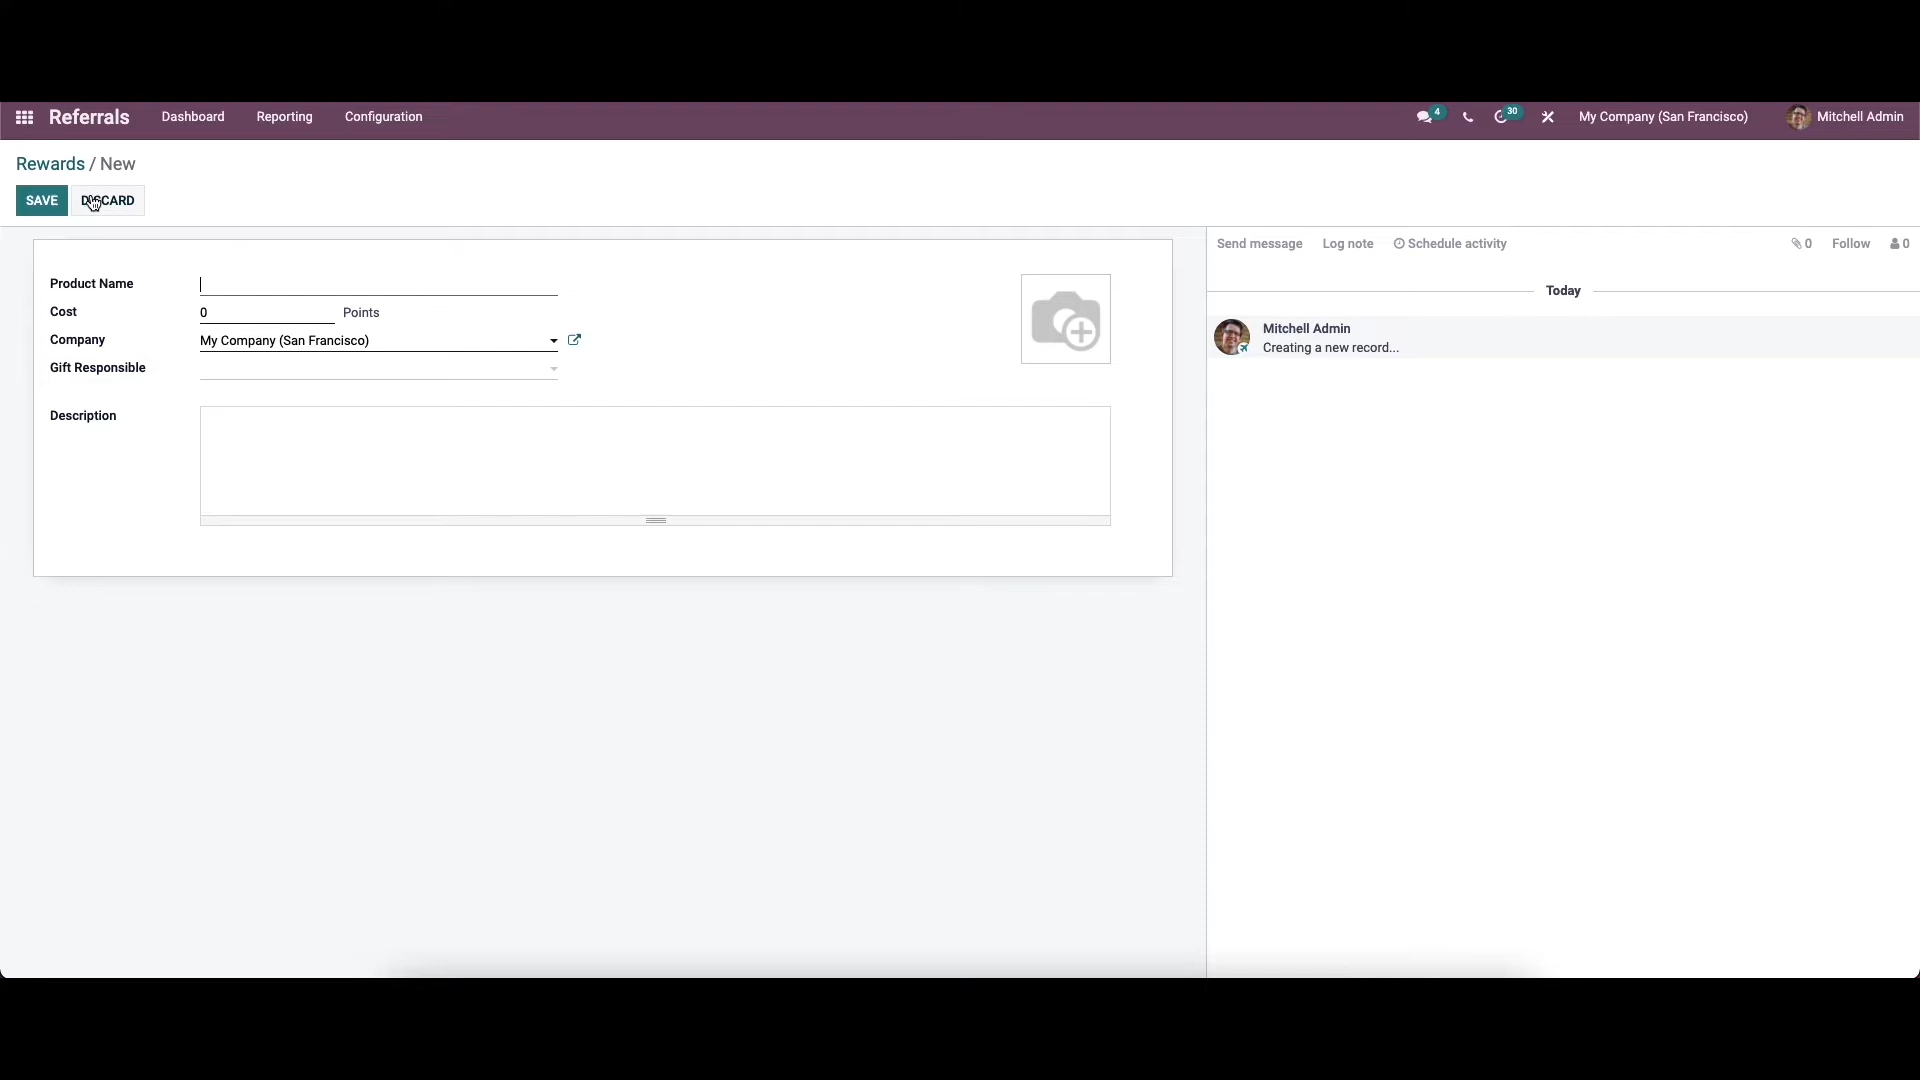 Referrals Dashboard Reporting Configuration 4 30 My Company (San Francisco) Mitchell Admin
Rewards / New
SAVE DISCARD
Send message Log note Schedule activity 0 Follow 0
Product Name
Cost 0 Points
Company My Company (San Francisco)
Gift Responsible
Description
Today
Mitchell Admin
Creating a new record...